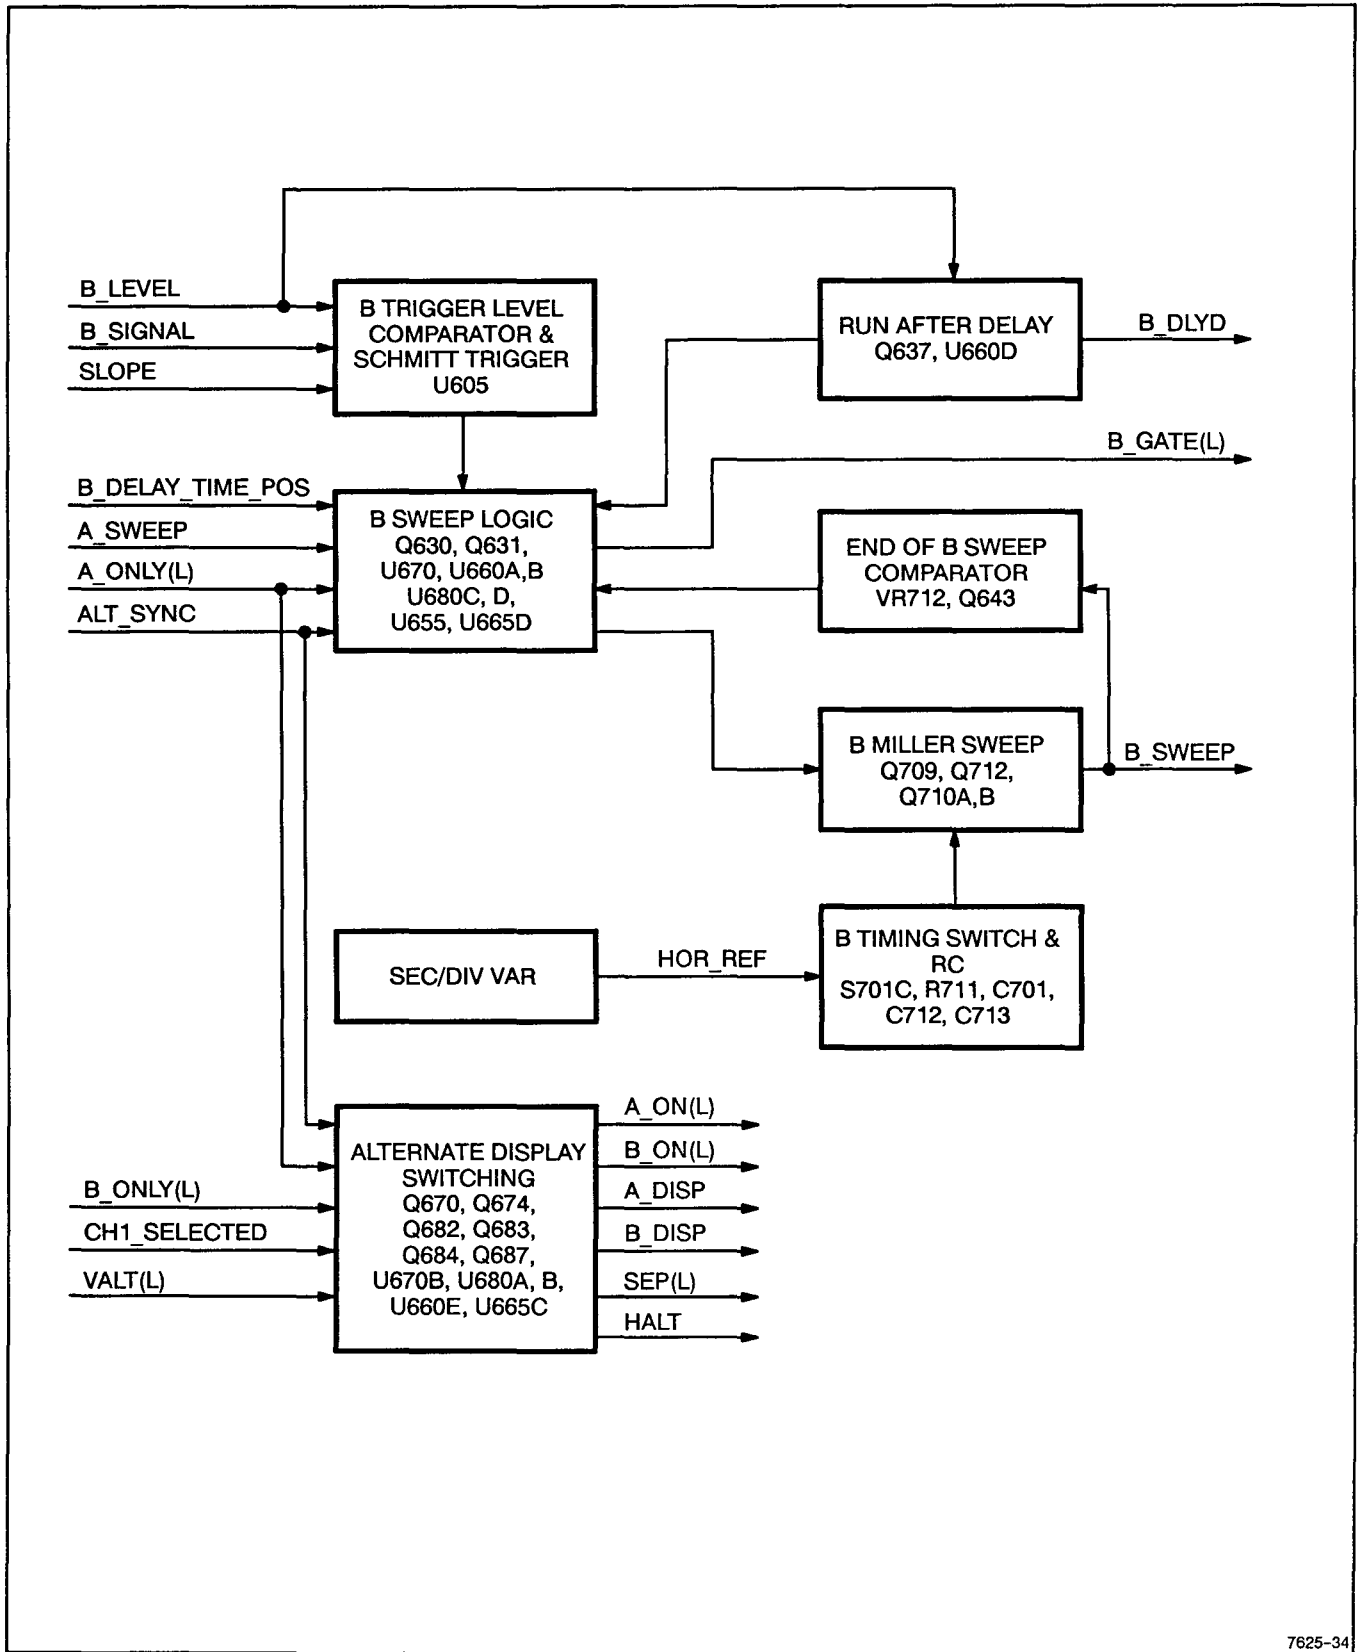 B_LEVEL
B_SIGNAL
SLOPE
B TRIGGER LEVEL
COMPARATOR &
SCHMITT TRIGGER
U605
RUN AFTER DELAY
Q637, U660D
B_DLYD
B_GATE(L)
B_DELAY_TIME_POS
A_SWEEP
A_ONLY(L)
ALT_SYNC
B SWEEP LOGIC
Q630, Q631,
U670, U660A,B
U680C, D,
U655, U665D
END OF B SWEEP
COMPARATOR
VR712, Q643
B MILLER SWEEP
Q709, Q712,
Q710A,B
B_SWEEP
SEC/DIV VAR
HOR_REF
B TIMING SWITCH &
RC
S701C, R711, C701,
C712, C713
B_ONLY(L)
CH1_SELECTED
VALT(L)
ALTERNATE DISPLAY
SWITCHING
Q670, Q674,
Q682, Q683,
Q684, Q687,
U670B, U680A, B,
U660E, U665C
A_ON(L)
B_ON(L)
A_DISP
B_DISP
SEP(L)
HALT
7625-34